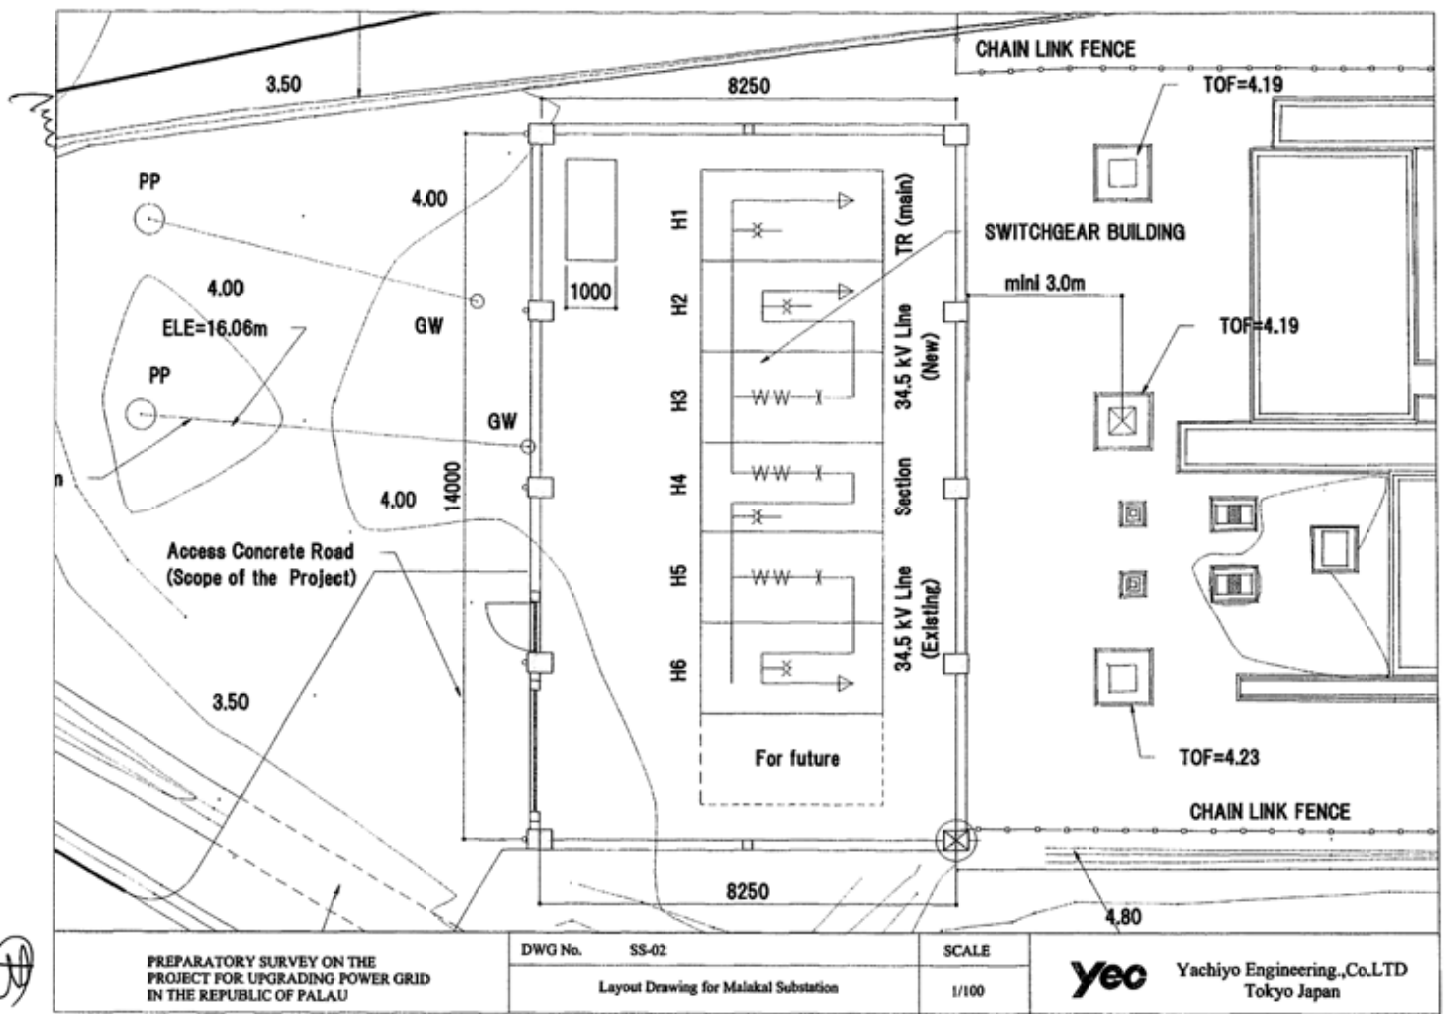 CHAIN LINK FENCE
3.50
8250
TOF=4.19
PP
4.00
H1
TR (main)
SWITCHGEAR BUILDING
4.00
1000
H2
mini 3.0m
ELE=16.06m
GW
34.5 kV Line
(New)
TOF=4.19
PP
H3
GW
14000
4.00
H4
Section
Access Concrete Road
(Scope of the Project)
H5
34.5 kV Line
(Existing)
H6
3.50
For future
TOF=4.23
CHAIN LINK FENCE
8250
4.80
PREPARATORY SURVEY ON THE
PROJECT FOR UPGRADING POWER GRID
IN THE REPUBLIC OF PALAU
DWG No. SS-02
Layout Drawing for Malakal Substation
SCALE
1/100
yec
Yachiyo Engineering.,Co.LTD
Tokyo Japan